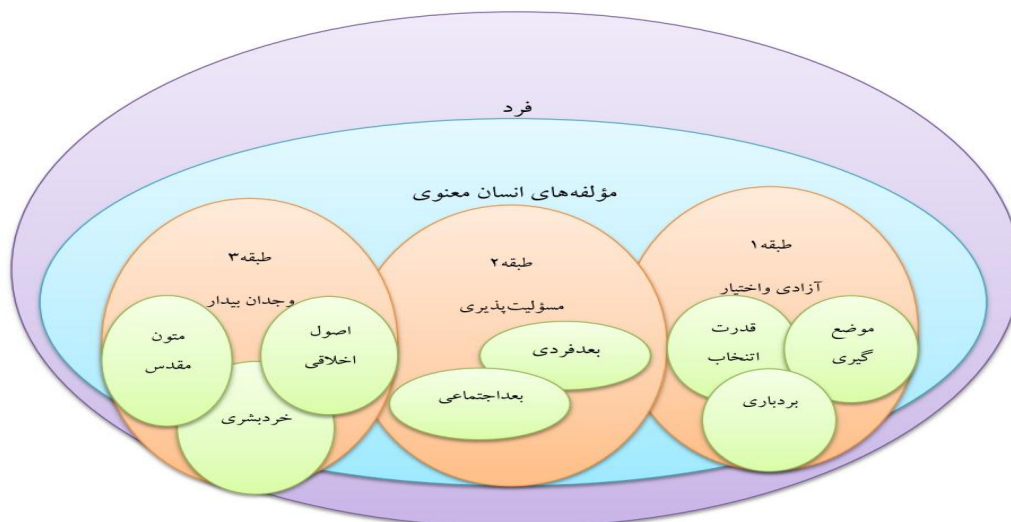 فرد
مؤلفه‌های انسان معنوی
طبقه۱
آزادی واختیار
موضع
گیری
قدرت
اتنخاب
بردباری
طبقه۲
مسؤلیت‌پذیری
بعدفردی
بعداجتماعی
طبقه۳
وجدان بیدار
اصول
اخلاقی
متون
مقدس
خردبشری